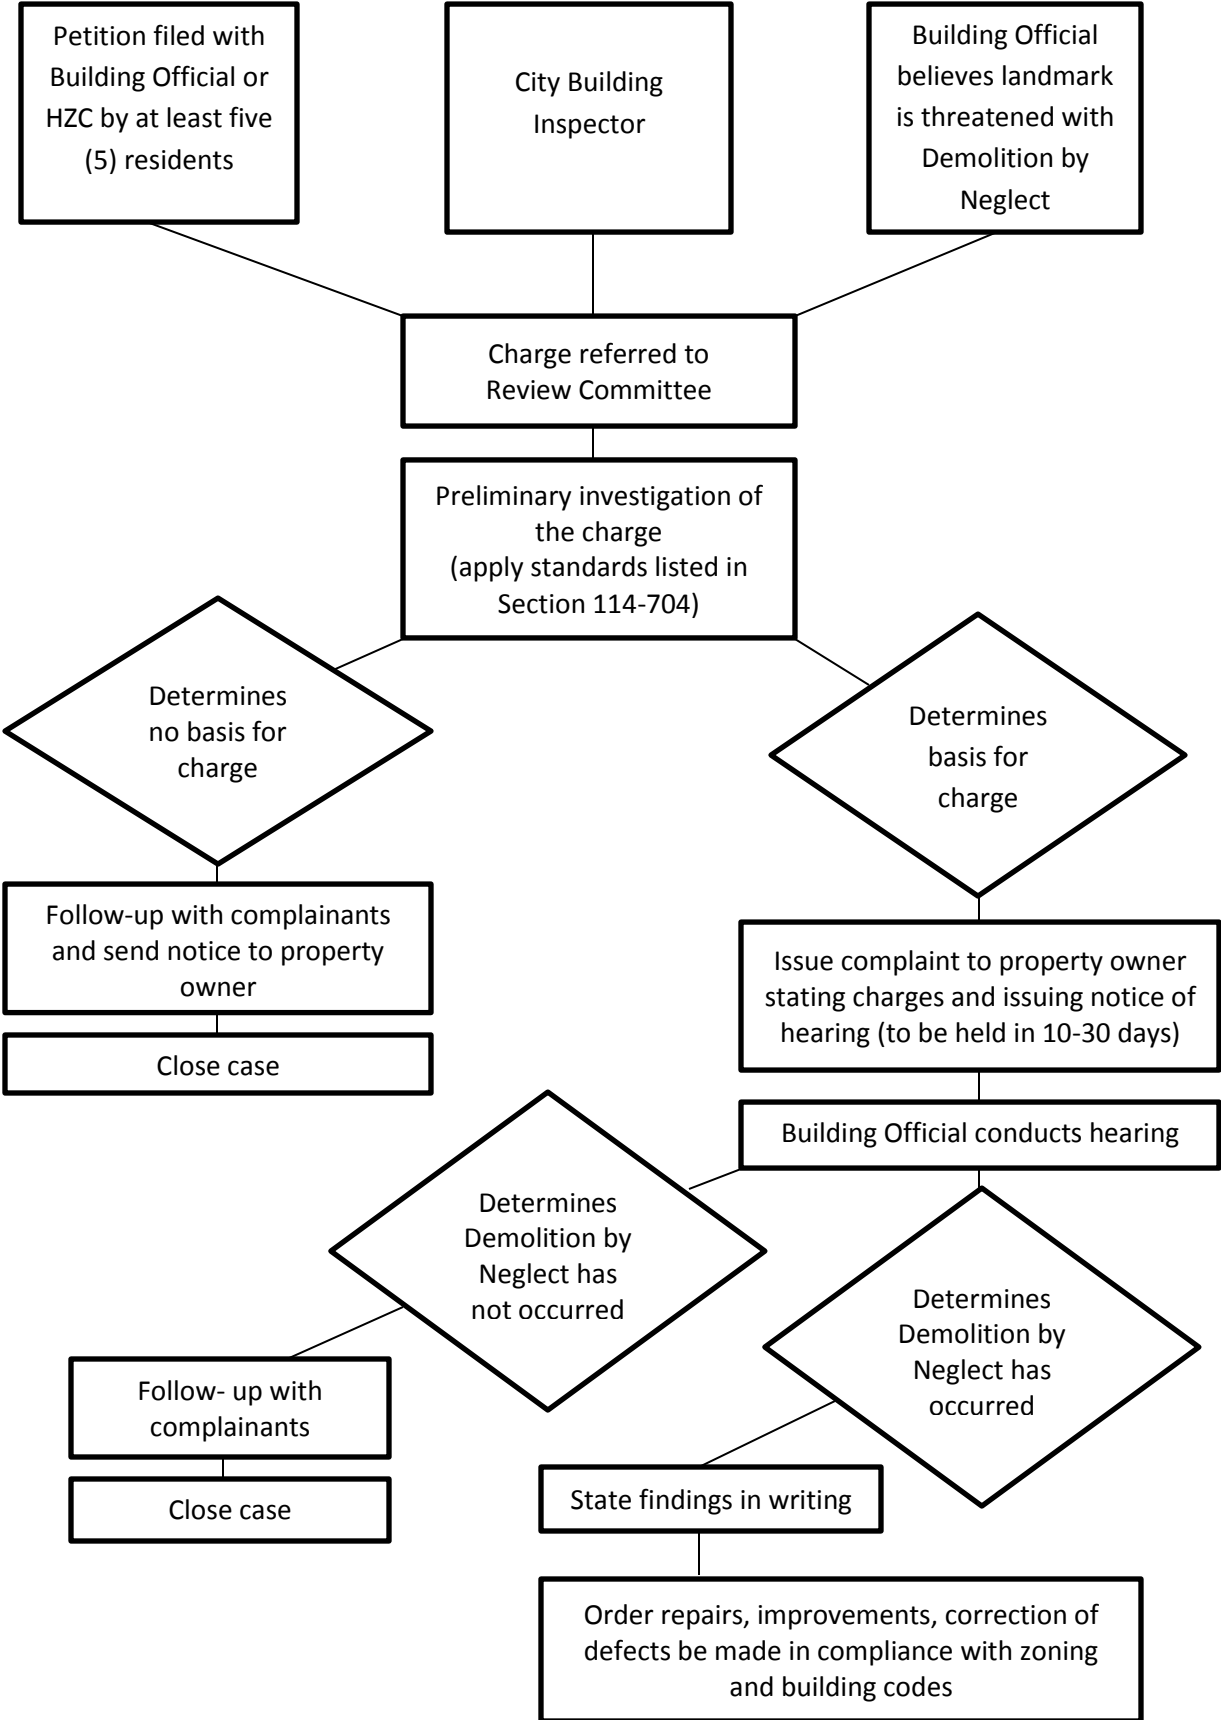 Petition filed with
Building Official or
HZC by at least five
(5) residents
City Building
Inspector
Building Official
believes landmark
is threatened with
Demolition by
Neglect
Charge referred to
Review Committee
Preliminary investigation of
the charge
(apply standards listed in
Section 114-704)
Determines
no basis for
charge
Determines
basis for
charge
Follow-up with complainants
and send notice to property
owner
Close case
Issue complaint to property owner
stating charges and issuing notice of
hearing (to be held in 10-30 days)
Building Official conducts hearing
Determines
Demolition by
Neglect has
not occurred
Determines
Demolition by
Neglect has
occurred
Follow- up with
complainants
Close case
State findings in writing
Order repairs, improvements, correction of
defects be made in compliance with zoning
and building codes